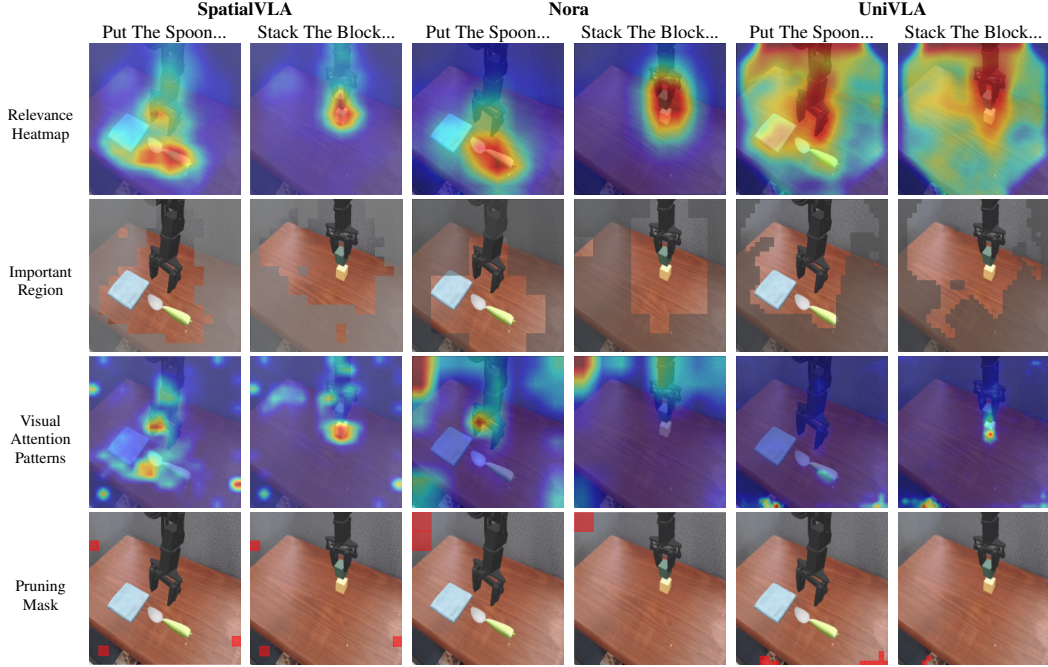 SpatialVLA Nora UniVLA
Put The Spoon... Stack The Block... Put The Spoon... Stack The Block... Put The Spoon... Stack The Block...
Relevance
Heatmap
Important
Region
Visual
Attention
Patterns
Pruning
Mask